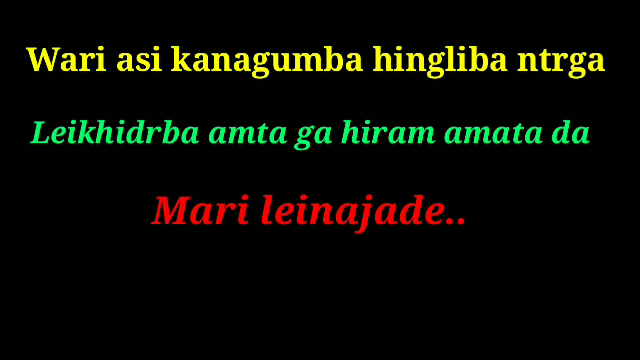 Wari asi kanagumba hingliba ntrga
Leikhidrba amta ga hiram amata da
Mari leinajade..